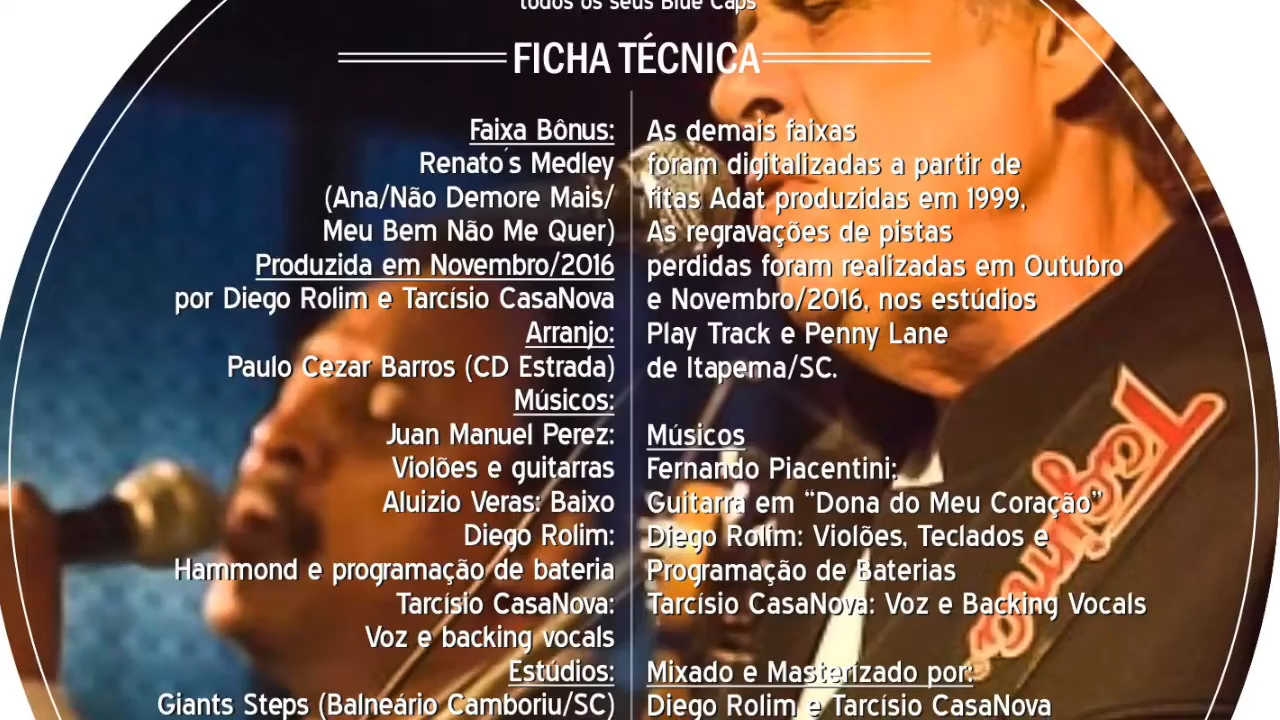 todos os seus Blue Caps
FICHA TÉCNICA
Faixa Bônus:
Renato´s Medley
(Ana/Não Demore Mais/
Meu Bem Não Me Quer)
Produzida em Novembro/2016
por Diego Rolim e Tarcísio CasaNova
Arranjo:
Paulo Cezar Barros (CD Estrada)
Músicos:
Juan Manuel Perez:
Violões e guitarras
Aluizio Veras: Baixo
Diego Rolim:
Hammond e programação de bateria
Tarcísio CasaNova:
Voz e backing vocals
Estúdios:
Giants Steps (Balneário Camboriu/SC)
As demais faixas
foram digitalizadas a partir de
fitas Adat produzidas em 1999,
As regravações de pistas
perdidas foram realizadas em Outubro
e Novembro/2016, nos estúdios
Play Track e Penny Lane
de Itapema/SC.
Músicos
Fernando Piacentini:
Guitarra em “Dona do Meu Coração”
Diego Rolim: Violões, Teclados e
Programação de Baterias
Tarcísio CasaNova: Voz e Backing Vocals
Mixado e Masterizado por:
Diego Rolim e Tarcísio CasaNova